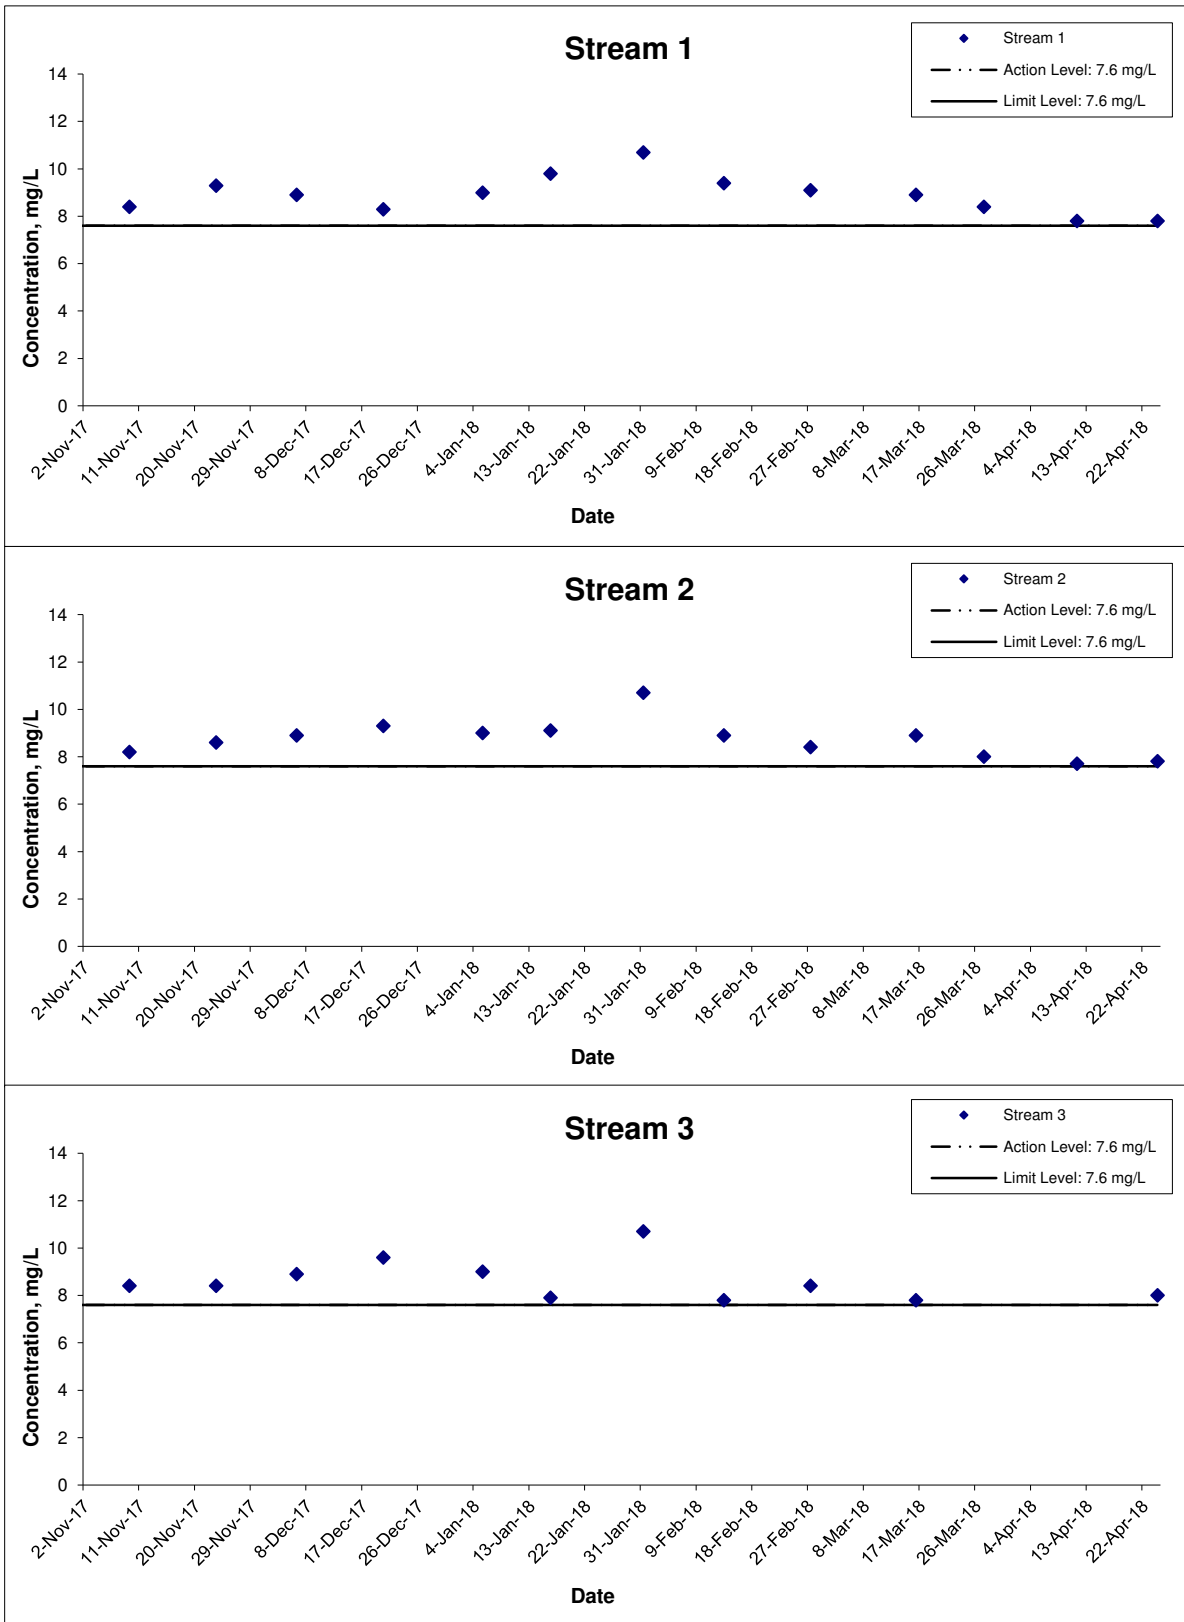 Stream 1
Stream 1
Action Level: 7.6 mg/L
Limit Level: 7.6 mg/L
Concentration, mg/L
14
12
10
8
6
4
2
0
2-Nov-17
11-Nov-17
20-Nov-17
29-Nov-17
8-Dec-17
17-Dec-17
26-Dec-17
4-Jan-18
13-Jan-18
22-Jan-18
31-Jan-18
9-Feb-18
18-Feb-18
27-Feb-18
8-Mar-18
17-Mar-18
26-Mar-18
4-Apr-18
13-Apr-18
22-Apr-18
Date
Stream 2
Stream 2
Action Level: 7.6 mg/L
Limit Level: 7.6 mg/L
Concentration, mg/L
14
12
10
8
6
4
2
0
2-Nov-17
11-Nov-17
20-Nov-17
29-Nov-17
8-Dec-17
17-Dec-17
26-Dec-17
4-Jan-18
13-Jan-18
22-Jan-18
31-Jan-18
9-Feb-18
18-Feb-18
27-Feb-18
8-Mar-18
17-Mar-18
26-Mar-18
4-Apr-18
13-Apr-18
22-Apr-18
Date
Stream 3
Stream 3
Action Level: 7.6 mg/L
Limit Level: 7.6 mg/L
Concentration, mg/L
14
12
10
8
6
4
2
0
2-Nov-17
11-Nov-17
20-Nov-17
29-Nov-17
8-Dec-17
17-Dec-17
26-Dec-17
4-Jan-18
13-Jan-18
22-Jan-18
31-Jan-18
9-Feb-18
18-Feb-18
27-Feb-18
8-Mar-18
17-Mar-18
26-Mar-18
4-Apr-18
13-Apr-18
22-Apr-18
Date